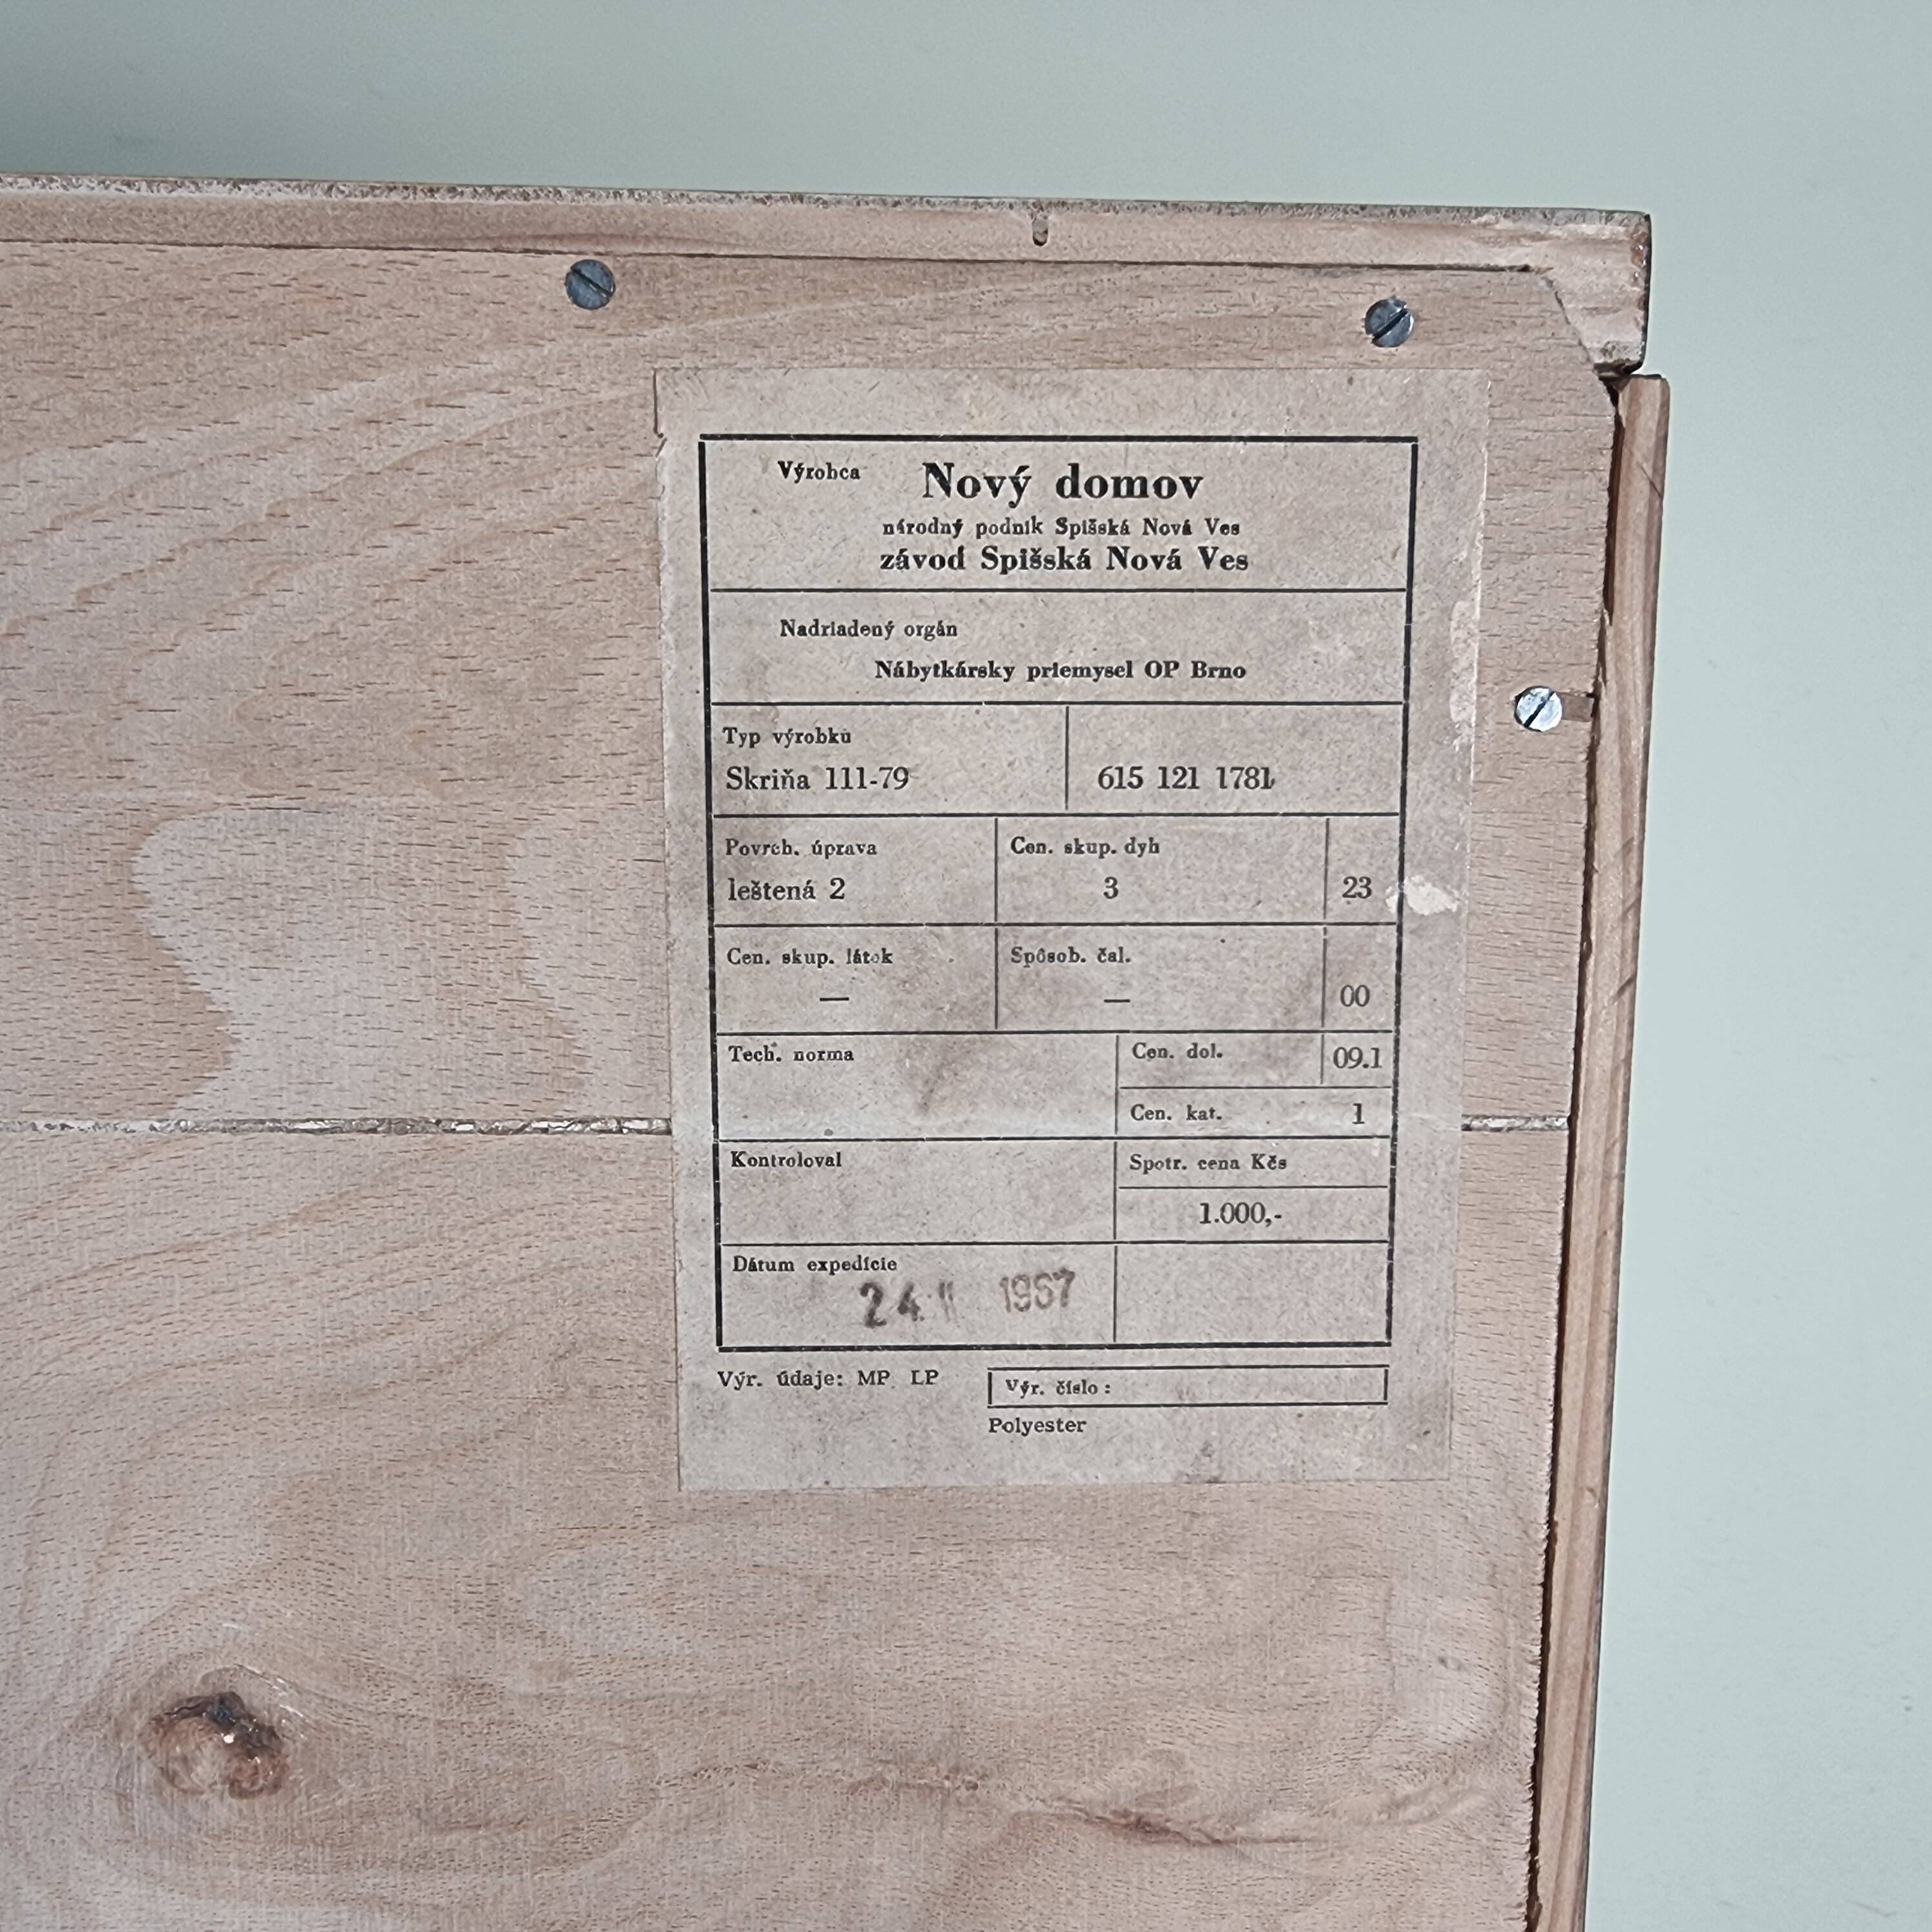 Výrobca Nový domov
národný podnik Spišská Nová Ves
závod Spišská Nová Ves
Nadriadený orgán
Nábytkársky priemysel OP Brno
Typ výrobku
Skriňa 111-79 615 121 1781
Povrch. úprava Cen. skup. dyh
leštená 2 3 23
Cen. skup. látok Spôsob. čal.
— — 00
Tech. norma Cen. dol. 09.1
Cen. kat. 1
Kontroloval Spotr. cena Kčs
1.000,-
Dátum expedície
24. II 1967
Výr. údaje: MP LP Výr. číslo:
Polyester